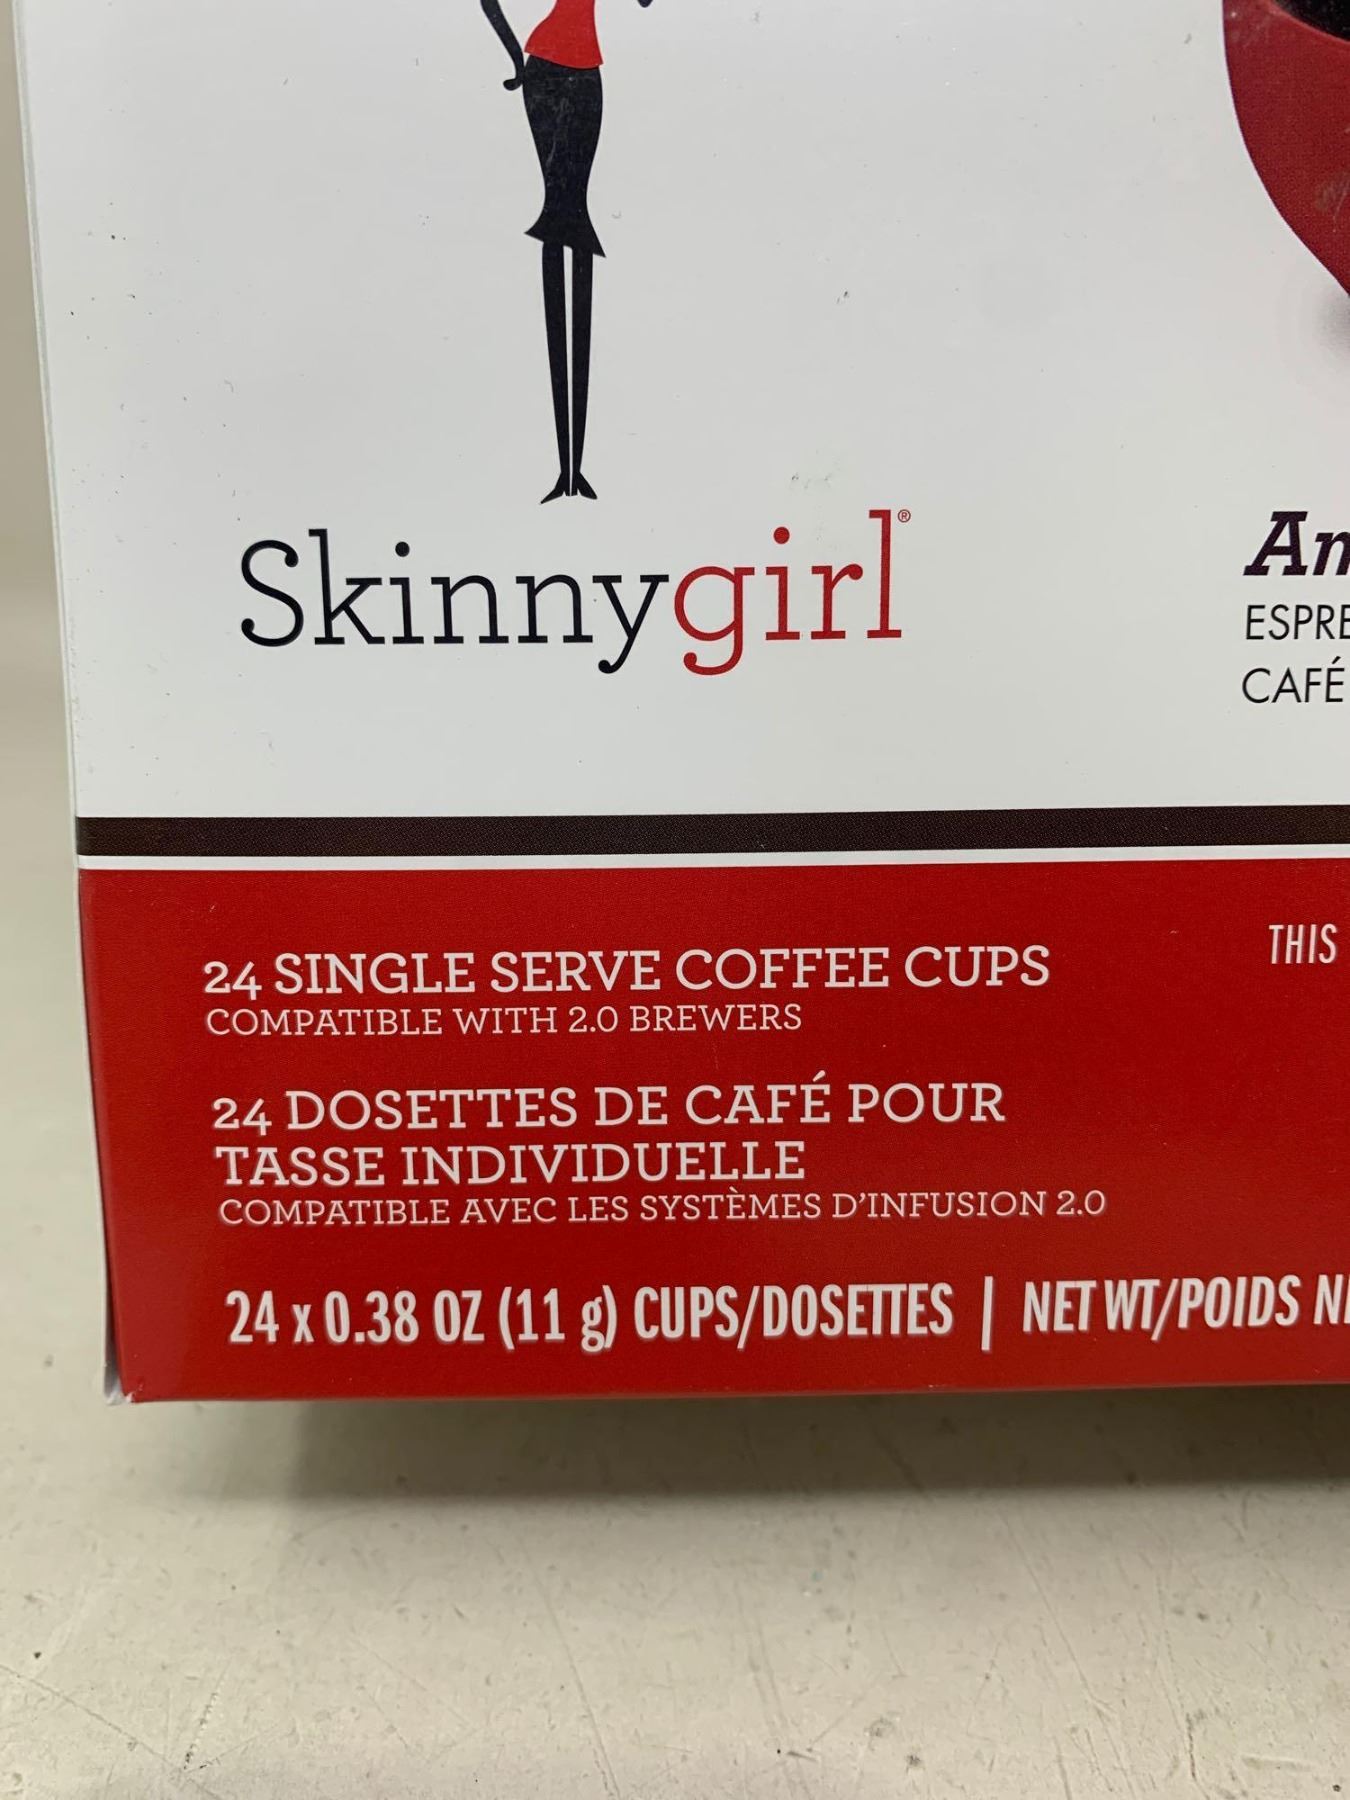 Skinnygirl®
ESPRE
CAFÉ
24 SINGLE SERVE COFFEE CUPS
COMPATIBLE WITH 2.0 BREWERS
THIS
24 DOSETTES DE CAFÉ POUR
TASSE INDIVIDUELLE
COMPATIBLE AVEC LES SYSTÈMES D'INFUSION 2.0
24 x 0.38 OZ (11 g) CUPS/DOSETTES | NET WT/POIDS